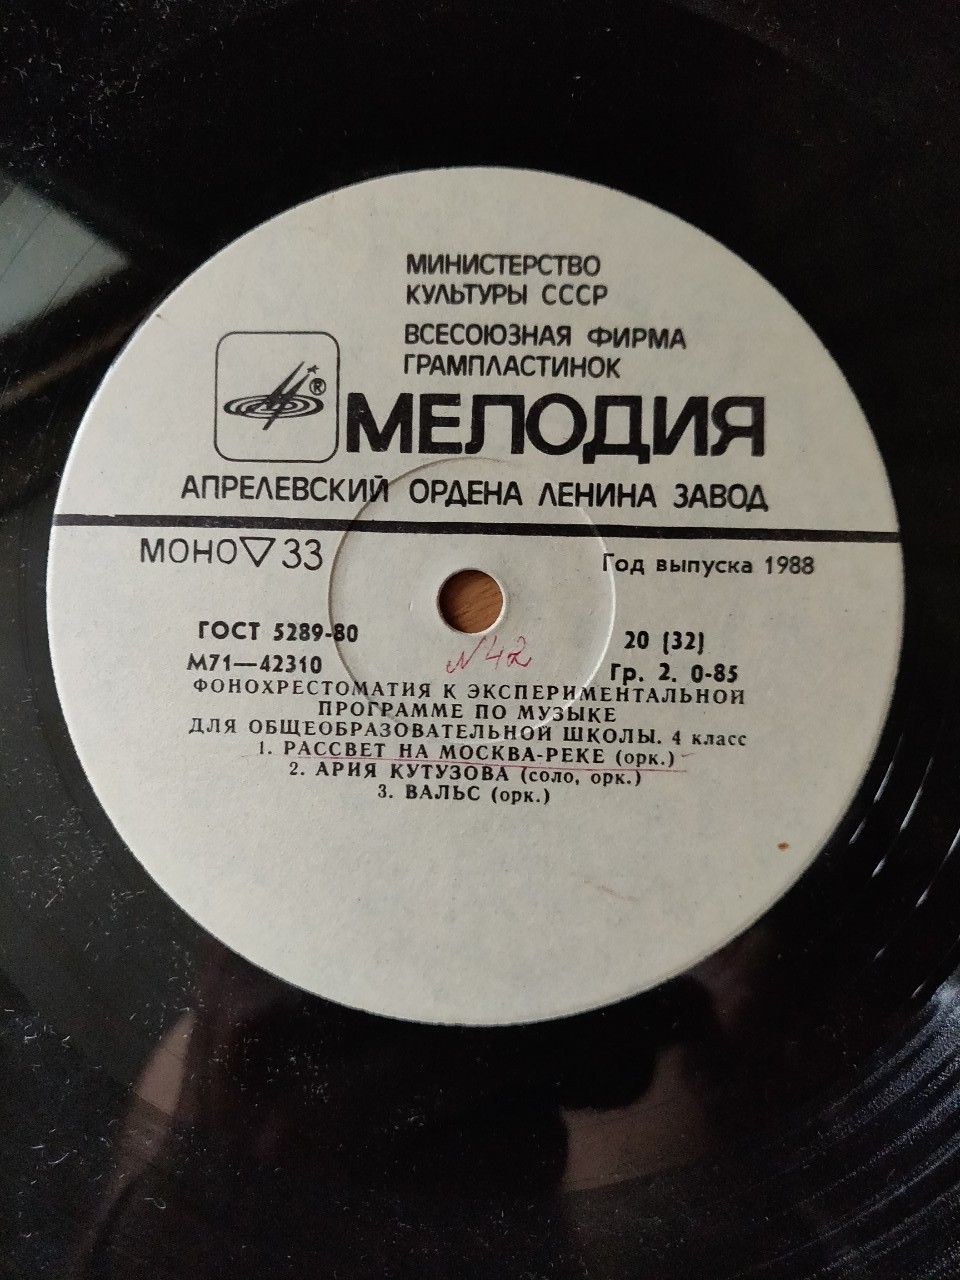 МИНИСТЕРСТВО
КУЛЬТУРЫ СССР
ВСЕСОЮЗНАЯ ФИРМА
ГРАМПЛАСТИНОК
®
МЕЛОДИЯ
АПРЕЛЕВСКИЙ ОРДЕНА ЛЕНИНА ЗАВОД
МОНО ▽ 33 Год выпуска 1988
ГОСТ 5289-80 20 (32)
М71—42310 №42 Гр. 2. 0-85
ФОНОХРЕСТОМАТИЯ К ЭКСПЕРИМЕНТАЛЬНОЙ
ПРОГРАММЕ ПО МУЗЫКЕ
ДЛЯ ОБЩЕОБРАЗОВАТЕЛЬНОЙ ШКОЛЫ. 4 класс
1. РАССВЕТ НА МОСКВА-РЕКЕ (орк.)
2. АРИЯ КУТУЗОВА (соло, орк.)
3. ВАЛЬС (орк.)